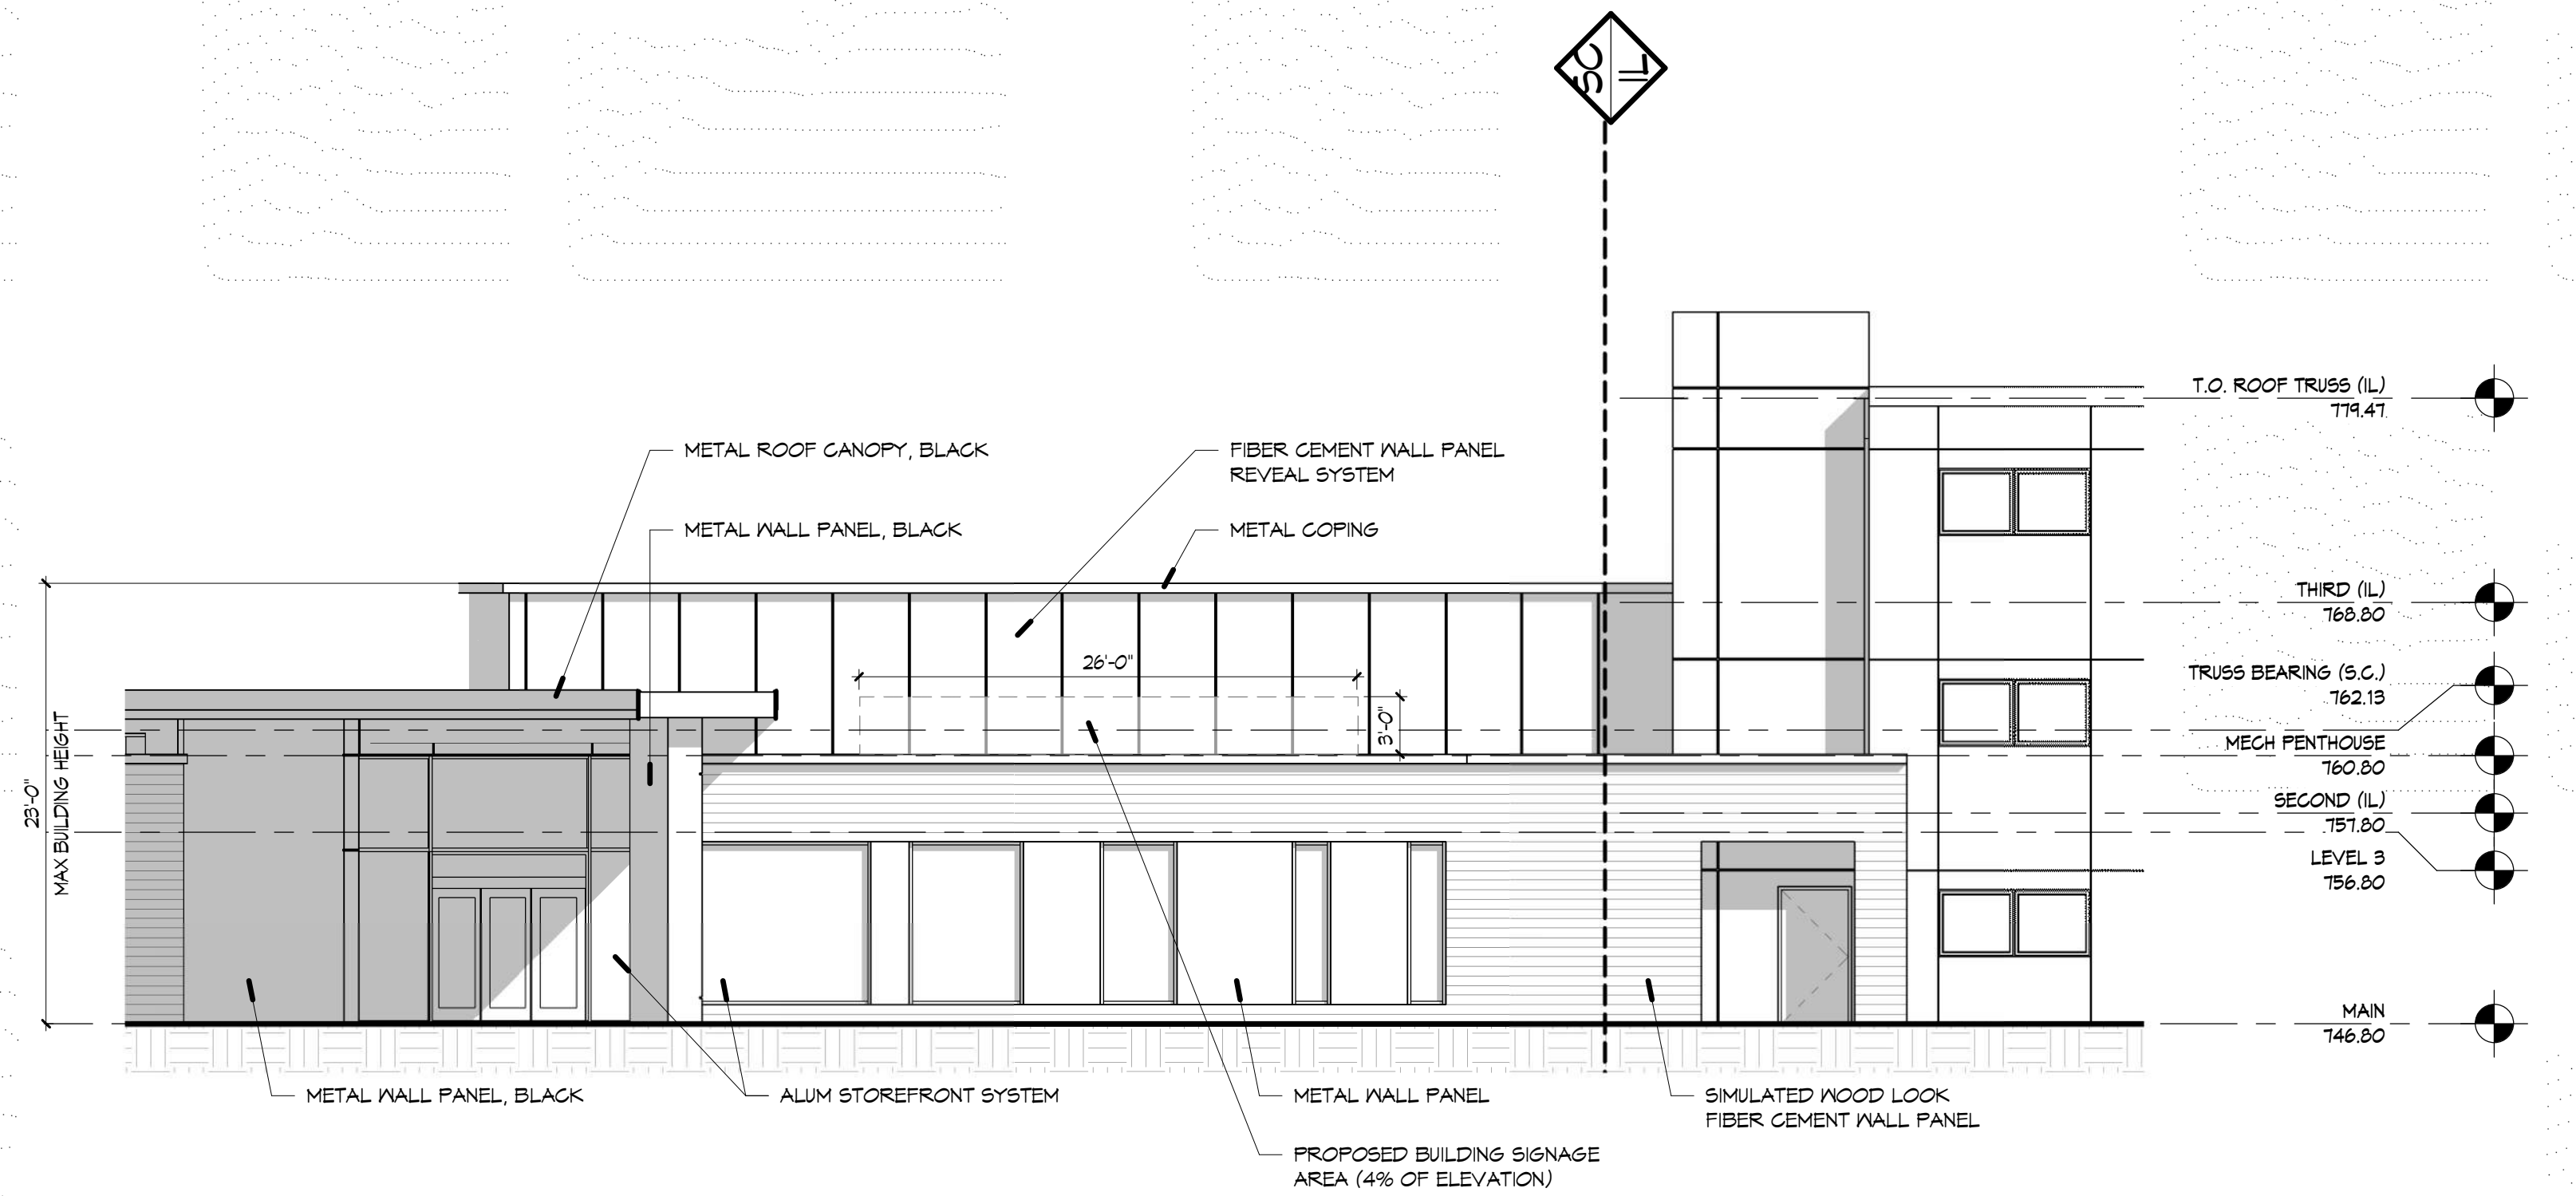 SC
IL
T.O. ROOF TRUSS (IL)
779.47
METAL ROOF CANOPY, BLACK
FIBER CEMENT WALL PANEL
REVEAL SYSTEM
METAL WALL PANEL, BLACK
METAL COPING
THIRD (IL)
768.80
26'-0"
TRUSS BEARING (S.C.)
762.13
3'-0"
MECH PENTHOUSE
760.80
23'-0"
MAX BUILDING HEIGHT
SECOND (IL)
757.80
LEVEL 3
756.80
MAIN
746.80
METAL WALL PANEL, BLACK
ALUM STOREFRONT SYSTEM
METAL WALL PANEL
SIMULATED WOOD LOOK
FIBER CEMENT WALL PANEL
PROPOSED BUILDING SIGNAGE
AREA (4% OF ELEVATION)